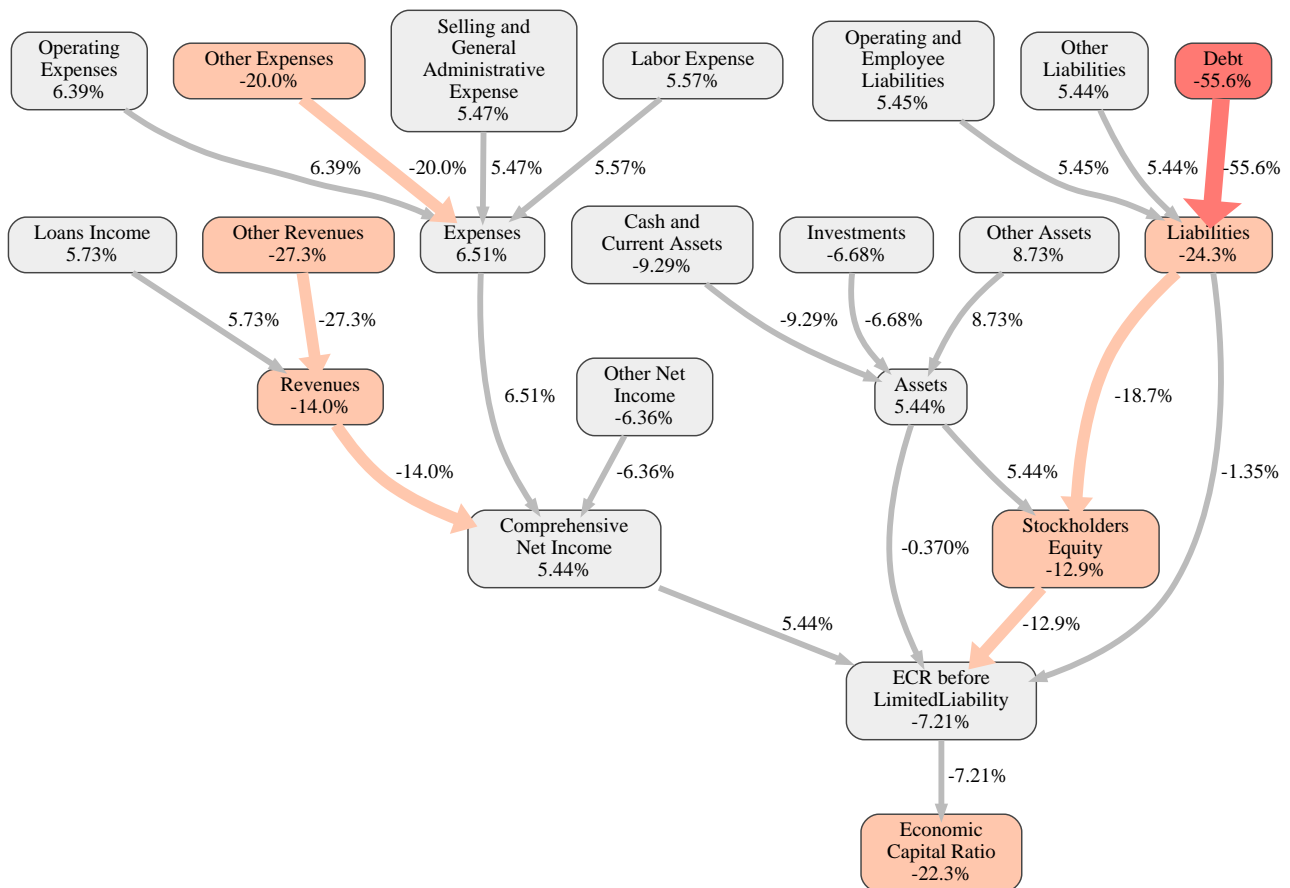 Operating
Expenses
6.39%
Other Expenses
-20.0%
Selling and
General
Administrative
Expense
5.47%
Labor Expense
5.57%
Operating and
Employee
Liabilities
5.45%
Other
Liabilities
5.44%
Debt
-55.6%
6.39%
-20.0%
5.47%
5.57%
5.45%
5.44%
-55.6%
Loans Income
5.73%
Other Revenues
-27.3%
Expenses
6.51%
Cash and
Current Assets
-9.29%
Investments
-6.68%
Other Assets
8.73%
Liabilities
-24.3%
5.73%
-27.3%
-9.29%
-6.68%
8.73%
Revenues
-14.0%
6.51%
Other Net
Income
-6.36%
Assets
5.44%
-18.7%
-14.0%
-6.36%
5.44%
-1.35%
Comprehensive
Net Income
5.44%
-0.370%
Stockholders
Equity
-12.9%
5.44%
-12.9%
ECR before
LimitedLiability
-7.21%
-7.21%
Economic
Capital Ratio
-22.3%